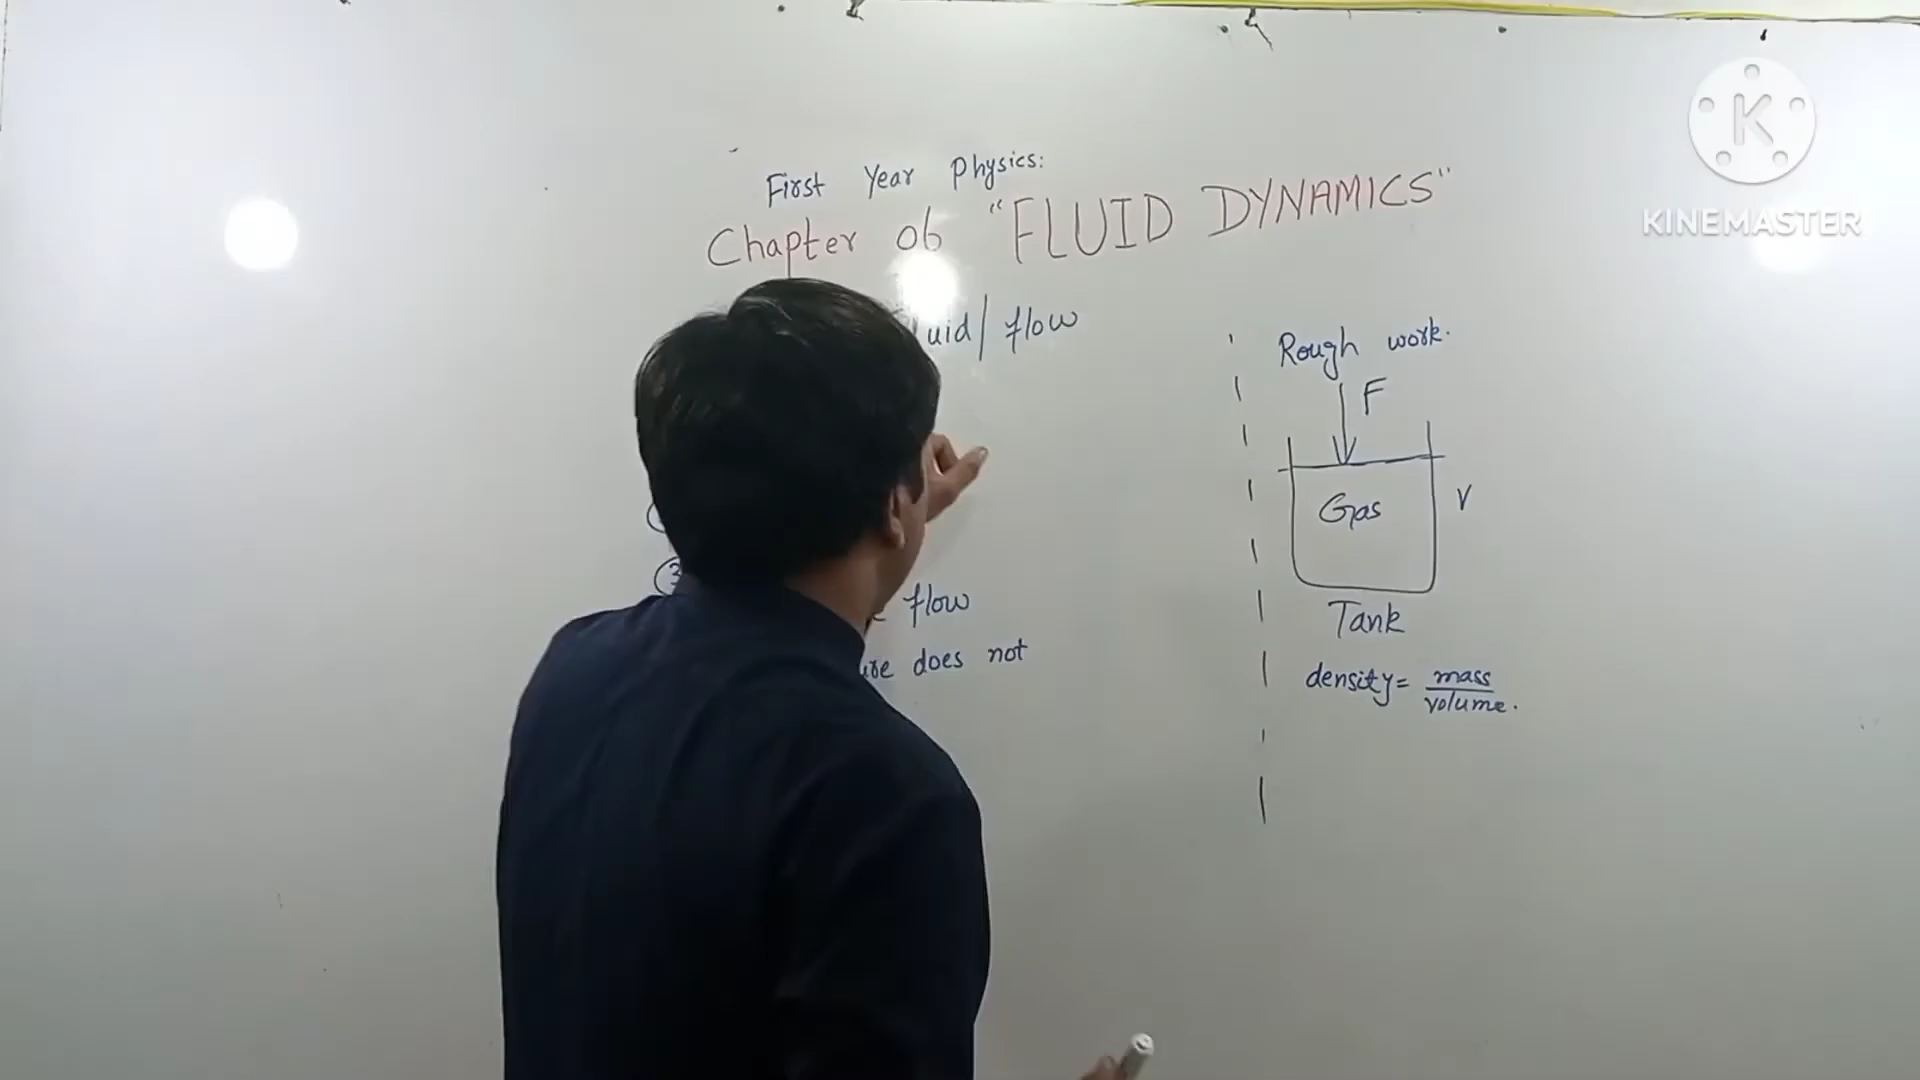 First Year Physics:
Chapter 06 "FLUID DYNAMICS"
/ flow
flow
does not
Rough work.
F
Gas
V
Tank
density = mass
volume.
K
KINEMASTER